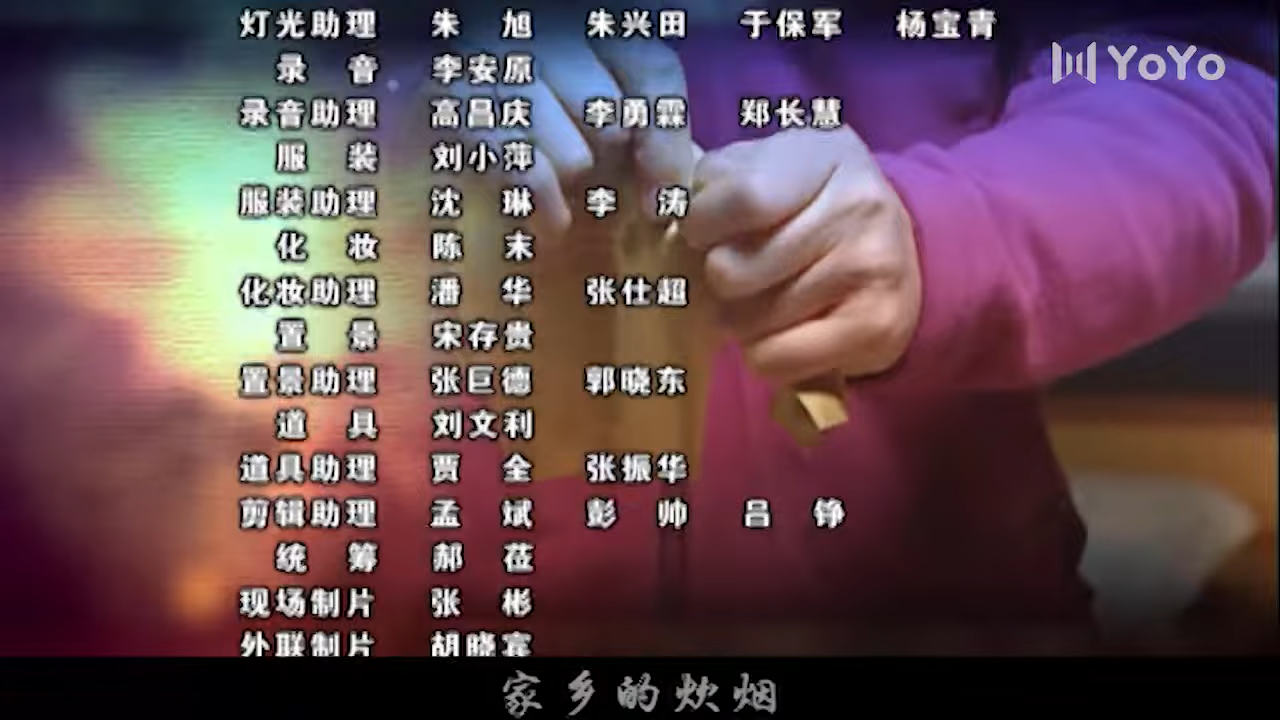 灯光助理 朱旭 朱兴田 于保军 杨宝青
YoYo
录音 李安原
录音助理 高昌庆 李勇霖 郑长慧
服装 刘小萍
服装助理 沈琳 李涛
化妆 陈末
化妆助理 潘华 张仕超
置景 宋存贵
置景助理 张巨德 郭晓东
道具 刘文利
道具助理 贾全 张振华
剪辑助理 孟斌 彭帅 吕铮
统筹 郝莅
现场制片 张彬
外联制片 胡晓宾
家乡的炊烟